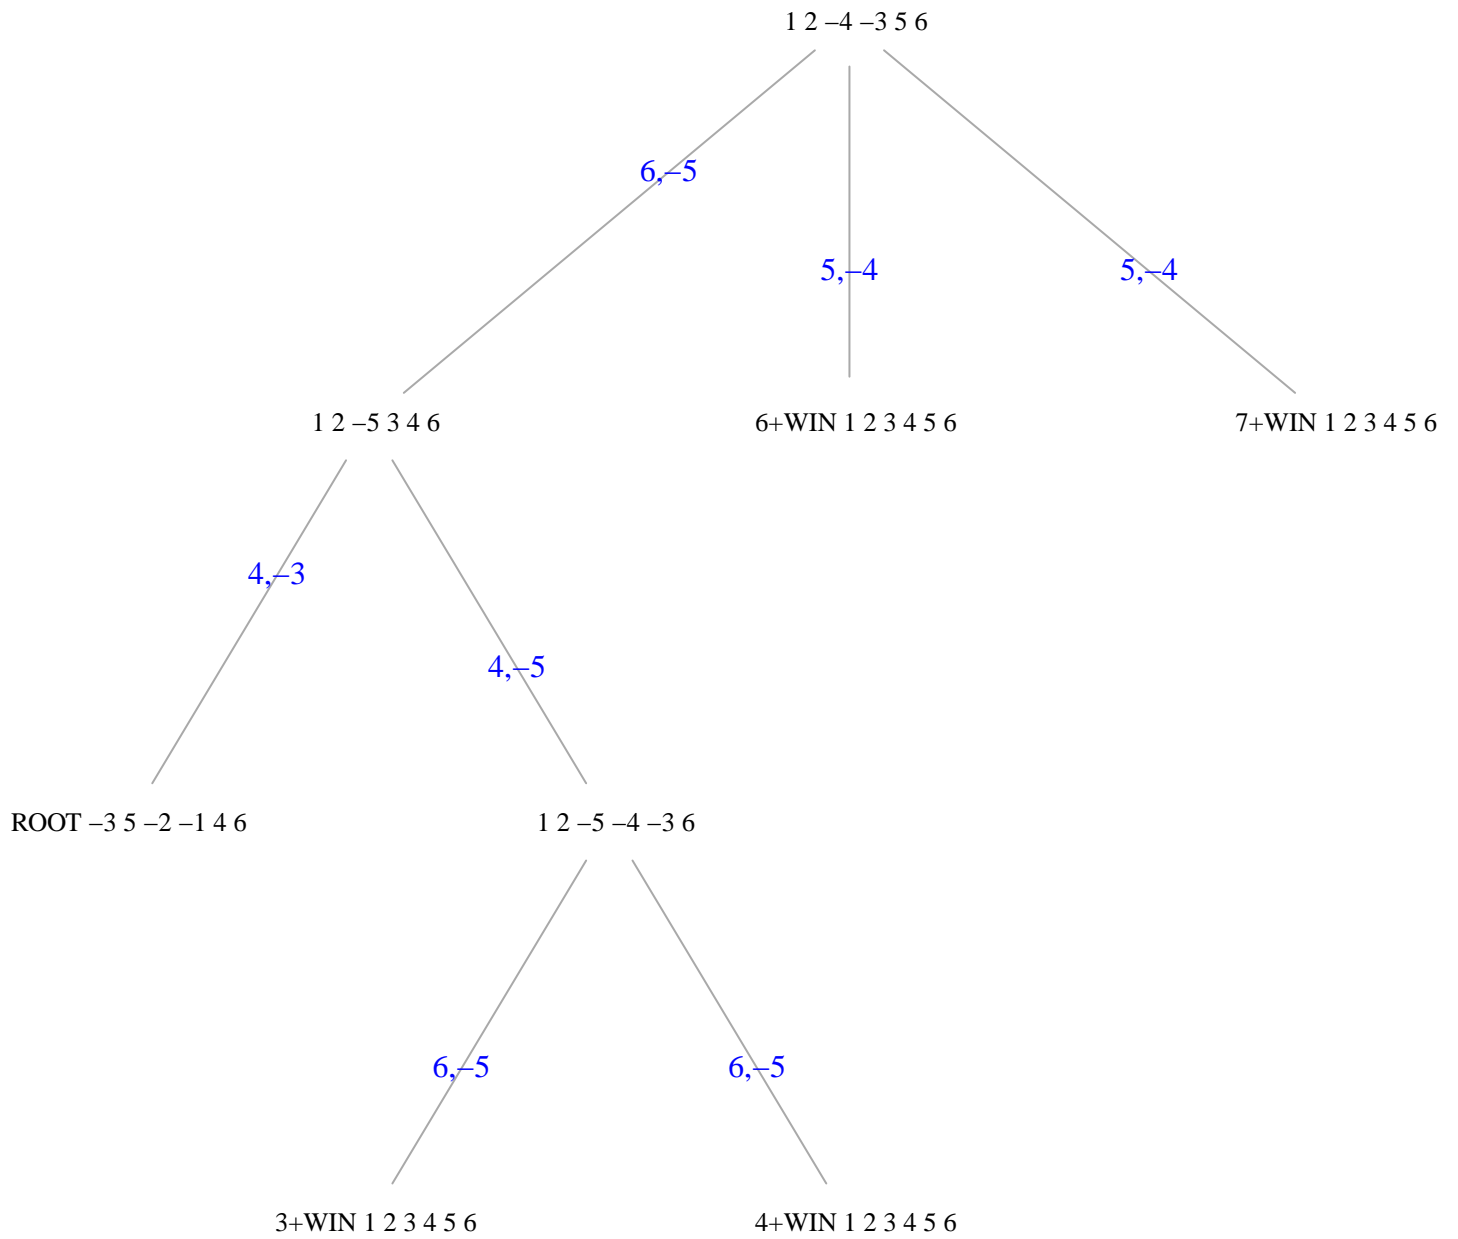 1 2 –4 –3 5 6
6,–5
5,–4
5,–4
1 2 –5 3 4 6
6+WIN 1 2 3 4 5 6
7+WIN 1 2 3 4 5 6
4,–3
4,–5
ROOT –3 5 –2 –1 4 6
1 2 –5 –4 –3 6
6,–5
6,–5
3+WIN 1 2 3 4 5 6
4+WIN 1 2 3 4 5 6